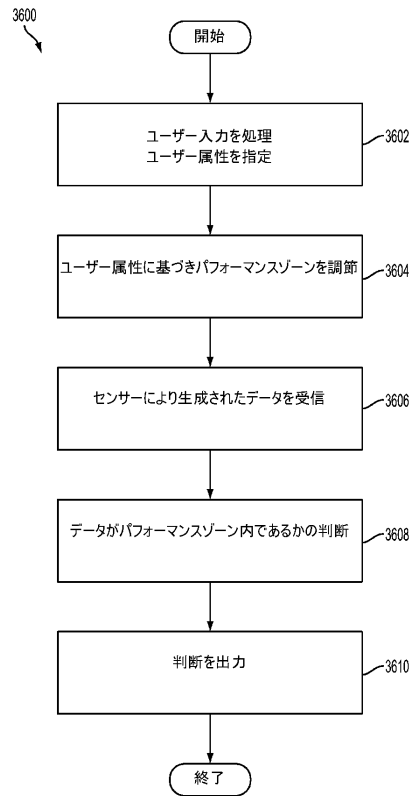 3600
開始
ユーザー入力を処理
ユーザー属性を指定
3602
ユーザー属性に基づきパフォーマンスゾーンを調節
3604
センサーにより生成されたデータを受信
3606
データがパフォーマンスゾーン内であるかの判断
3608
判断を出力
3610
終了